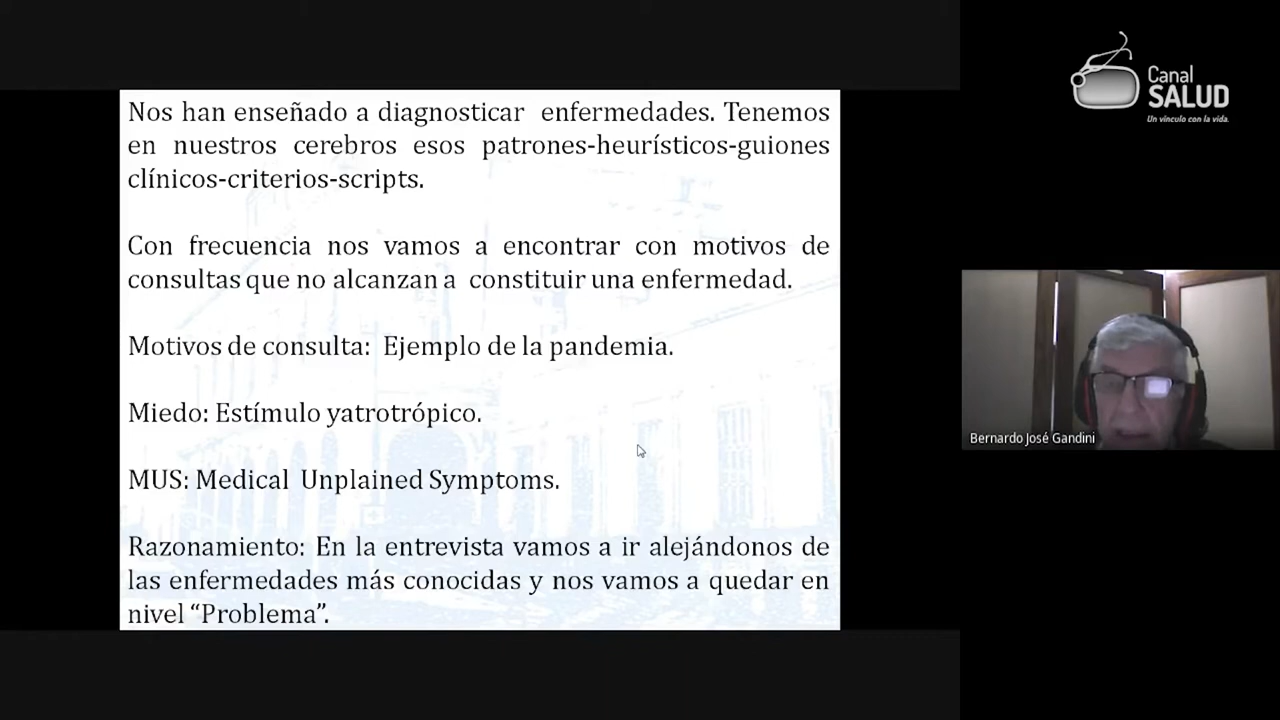 Nos han enseñado a diagnosticar enfermedades. Tenemos
en nuestros cerebros esos patrones-heurísticos-guiones
clínicos-criterios-scripts.
Con frecuencia nos vamos a encontrar con motivos de
consultas que no alcanzan a constituir una enfermedad.
Motivos de consulta: Ejemplo de la pandemia.
Miedo: Estímulo yatrotrópico.
MUS: Medical Unplained Symptoms.
Razonamiento: En la entrevista vamos a ir alejándonos de
las enfermedades más conocidas y nos vamos a quedar en
nivel “Problema”.
Canal
SALUD
Un vínculo con la vida.
Bernardo José Gandini